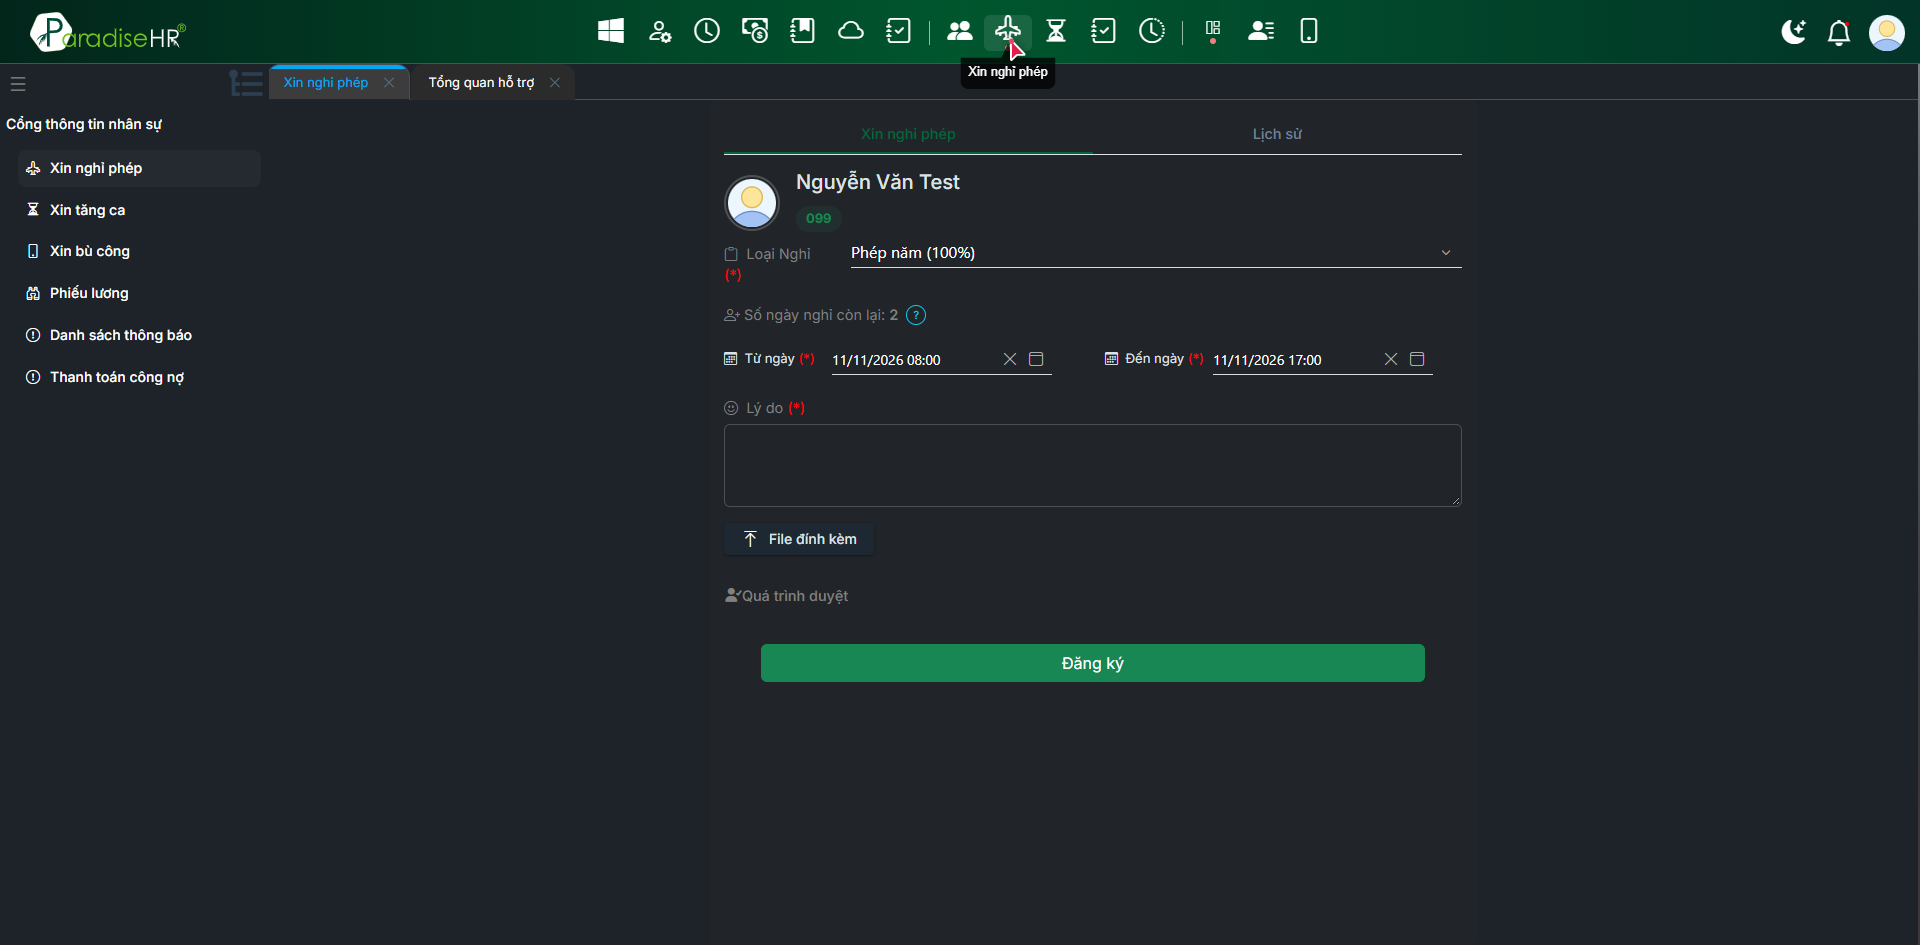 ParadiseHR®
Xin nghỉ phép
Xin nghỉ phép
Tổng quan hỗ trợ
Cổng thông tin nhân sự
Xin nghỉ phép
Xin tăng ca
Xin bù công
Phiếu lương
Danh sách thông báo
Thanh toán công nợ
Xin nghỉ phép
Lịch sử
Nguyễn Văn Test
099
Loại Nghỉ (*)
Phép năm (100%)
Số ngày nghỉ còn lại: 2 ?
Từ ngày (*) 11/11/2026 08:00
Đến ngày (*) 11/11/2026 17:00
Lý do (*)
File đính kèm
Quá trình duyệt
Đăng ký